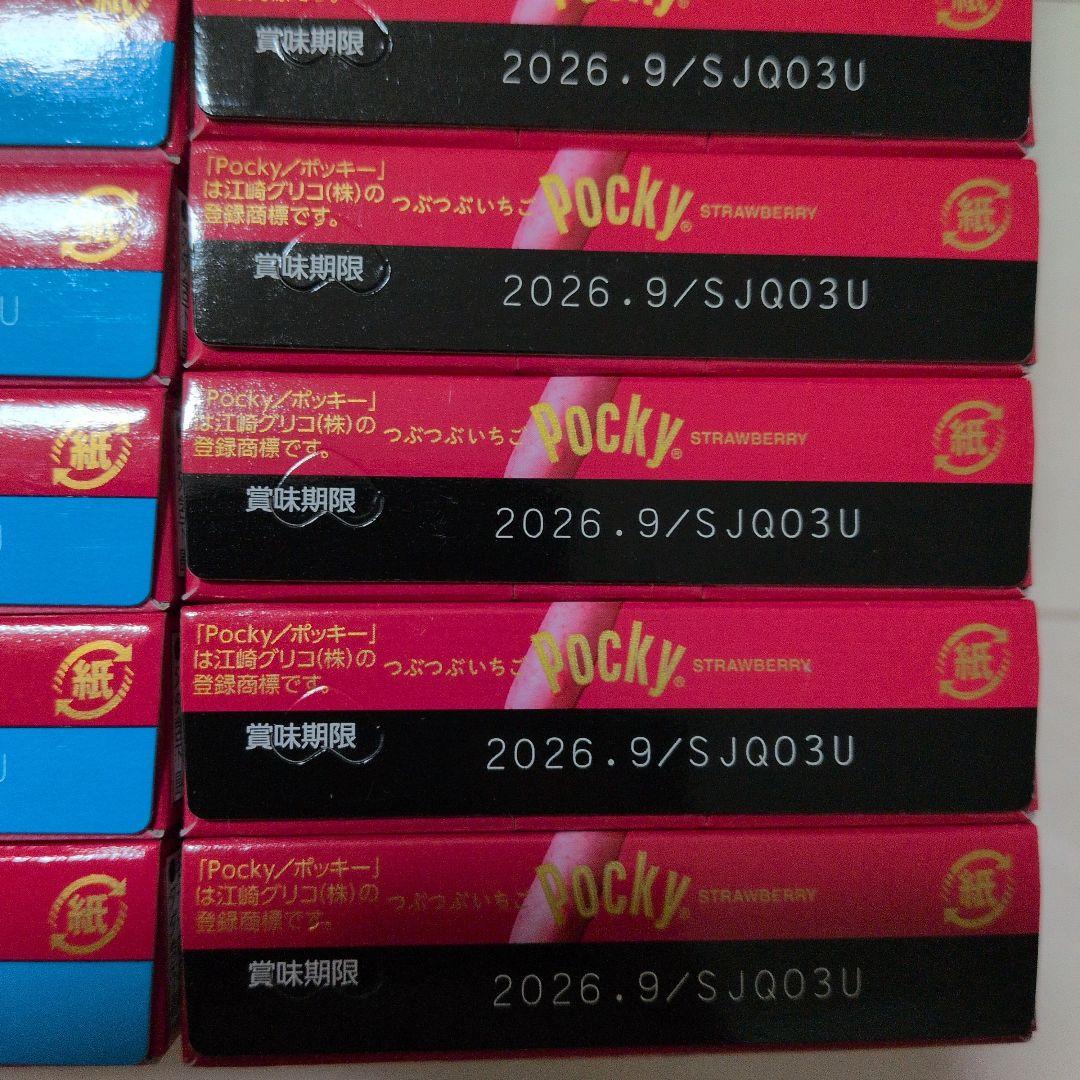 紙
賞味期限
2026.9/SJQ03U
紙
「Pocky/ポッキー」
は江崎グリコ(株)の
登録商標です。
つぶつぶいちご Pocky® STRAWBERRY
紙
賞味期限
2026.9/SJQ03U
U
紙
「Pocky/ポッキー」
は江崎グリコ(株)の
登録商標です。
つぶつぶいちご Pocky® STRAWBERRY
紙
賞味期限
2026.9/SJQ03U
紙
「Pocky/ポッキー」
は江崎グリコ(株)の
登録商標です。
つぶつぶいちご Pocky® STRAWBERRY
紙
賞味期限
2026.9/SJQ03U
紙
「Pocky/ポッキー」
は江崎グリコ(株)の
登録商標です。
つぶつぶいちご Pocky® STRAWBERRY
紙
賞味期限
2026.9/SJQ03U